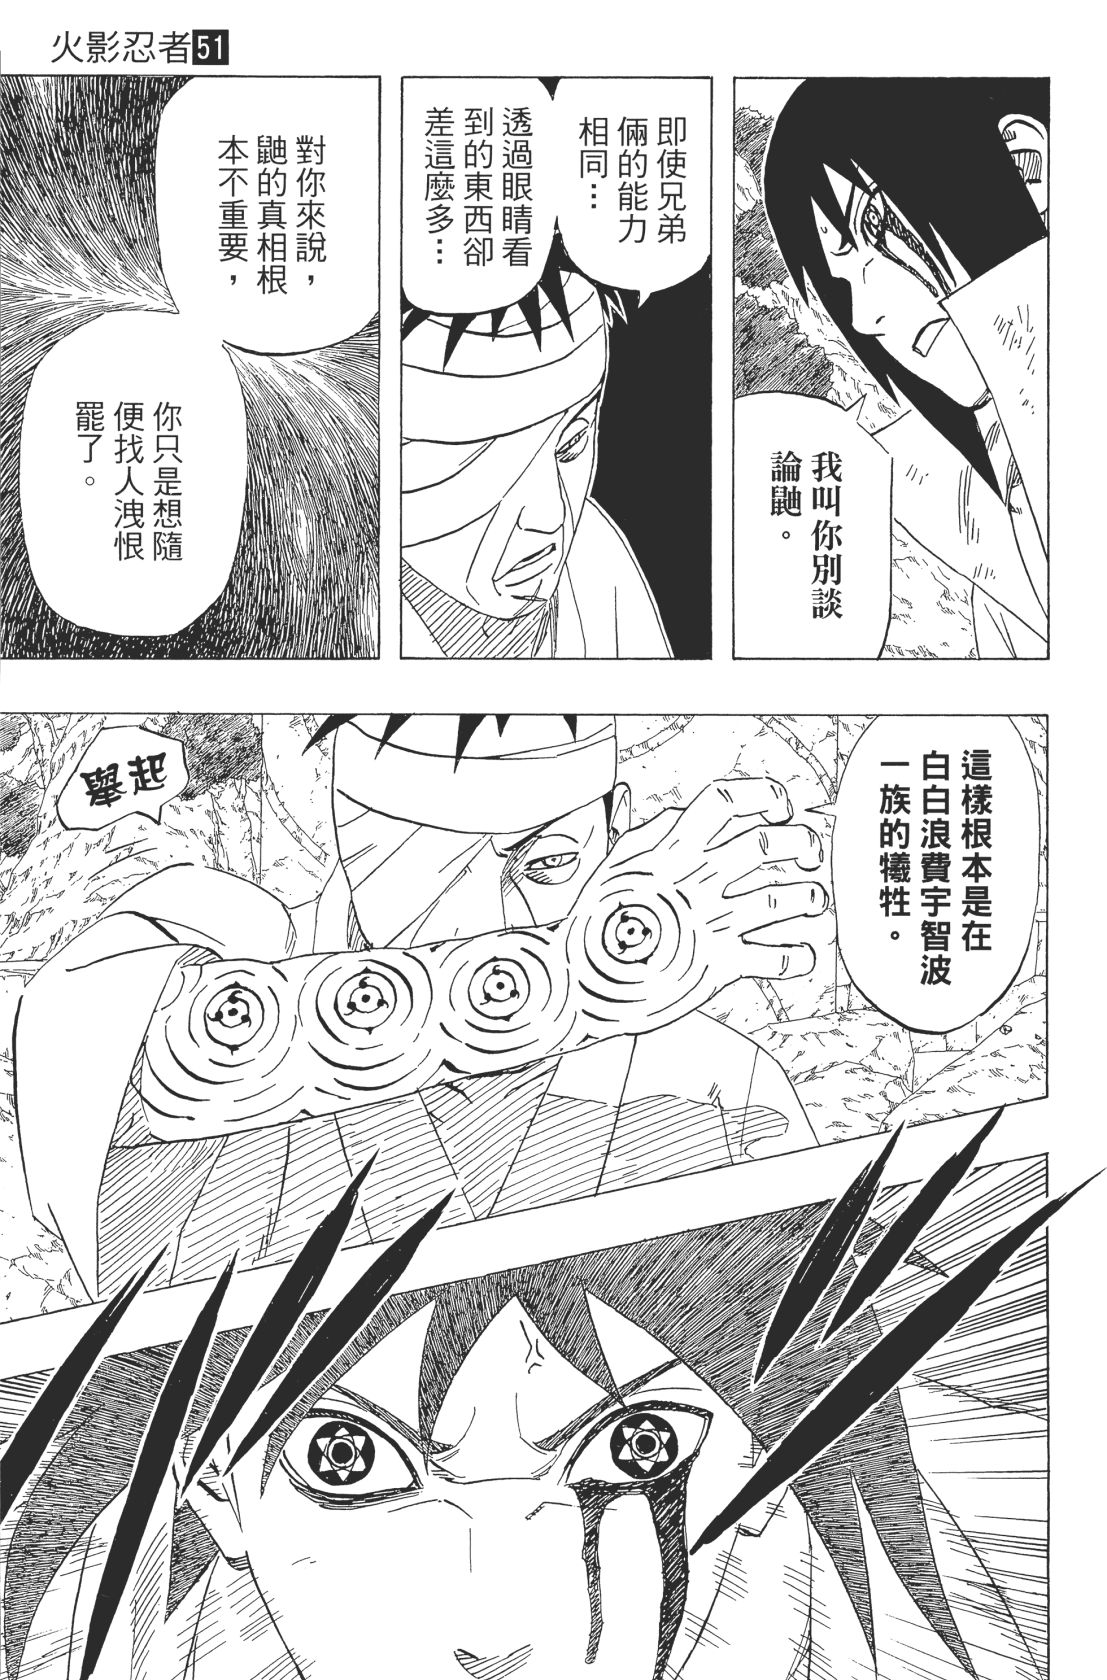 火影忍者51
我叫你別談
論鼬。
即使兄弟
倆的能力
相同…
透過眼睛看
到的東西卻
差這麼多…
對你來說，
鼬的真相根
本不重要，
你只是想隨
便找人洩恨
罷了。
這樣根本是在
白白浪費宇智波
一族的犧牲。
舉起